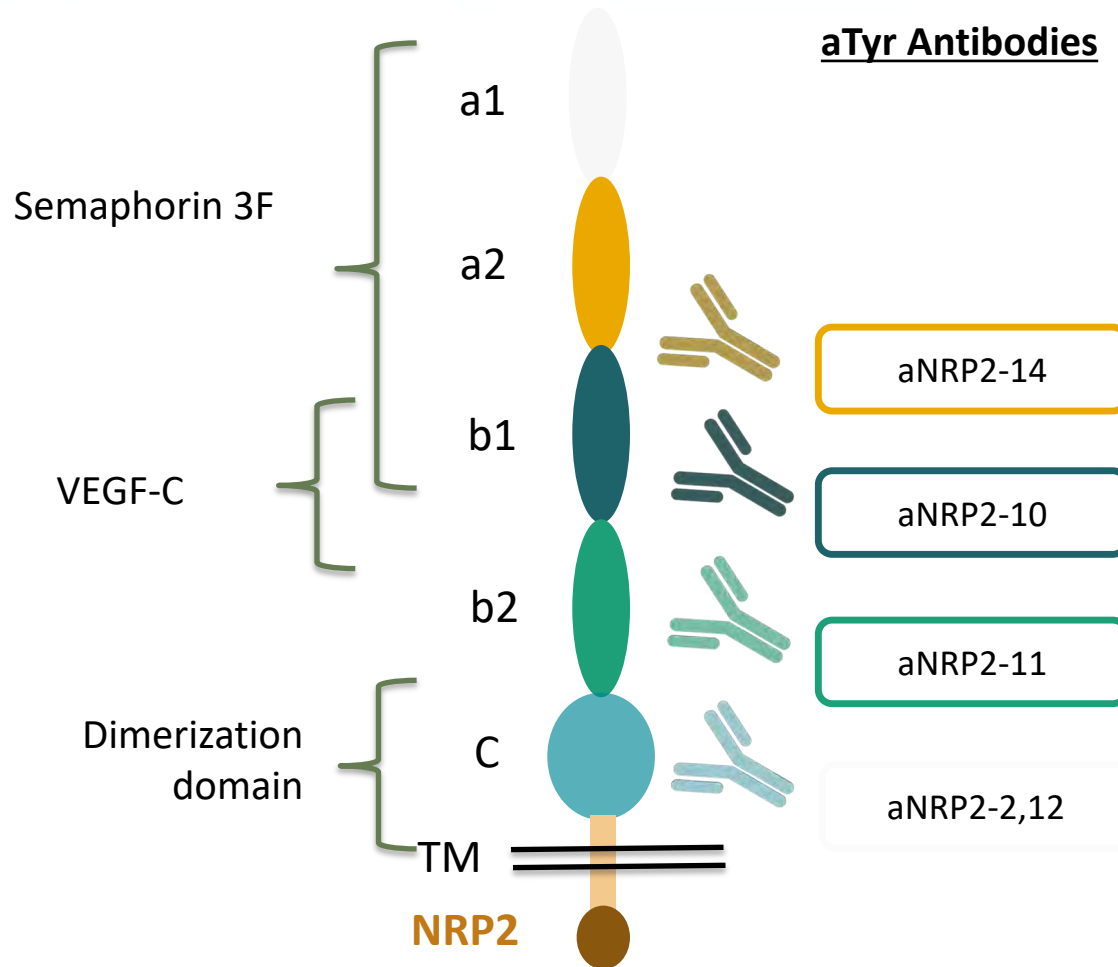 aTyr Antibodies
a1
Semaphorin 3F
a2
aNRP2-14
b1
VEGF-C
aNRP2-10
b2
aNRP2-11
Dimerization
domain
C
aNRP2-2,12
TM
NRP2